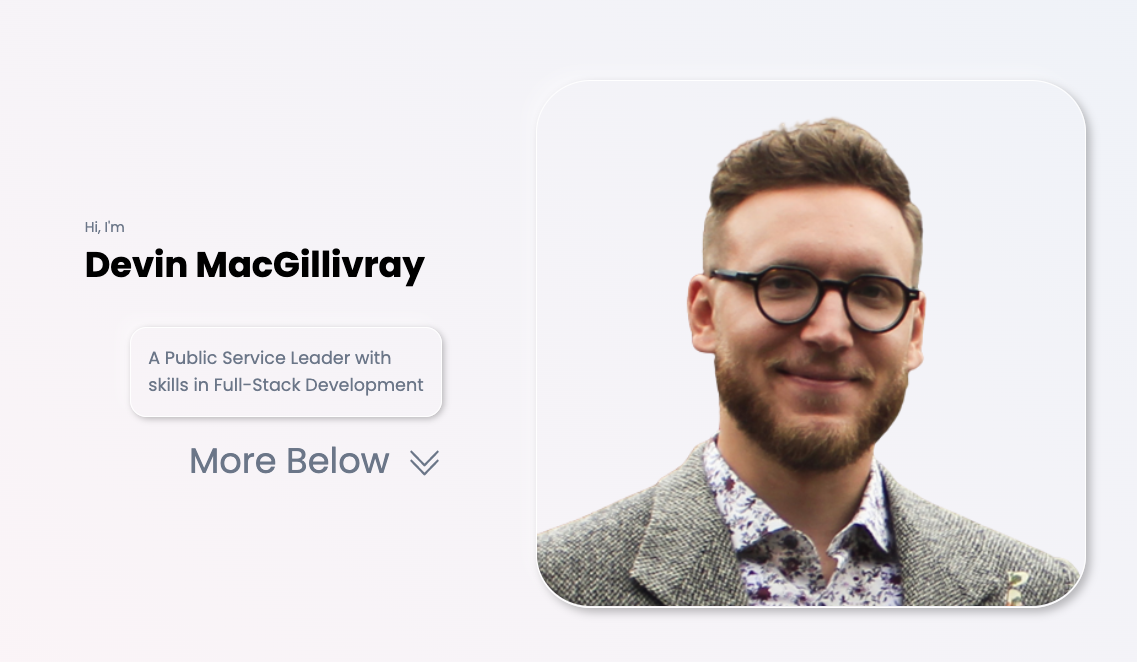 Hi, I'm
Devin MacGillivray
A Public Service Leader with
skills in Full-Stack Development
More Below